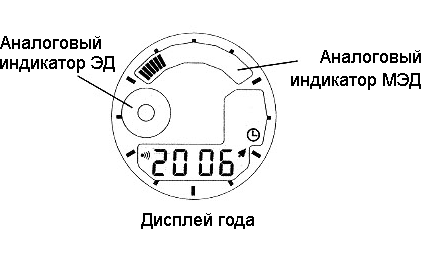 Аналоговый
индикатор ЭД
Аналоговый
индикатор МЭД
2006
Дисплей года